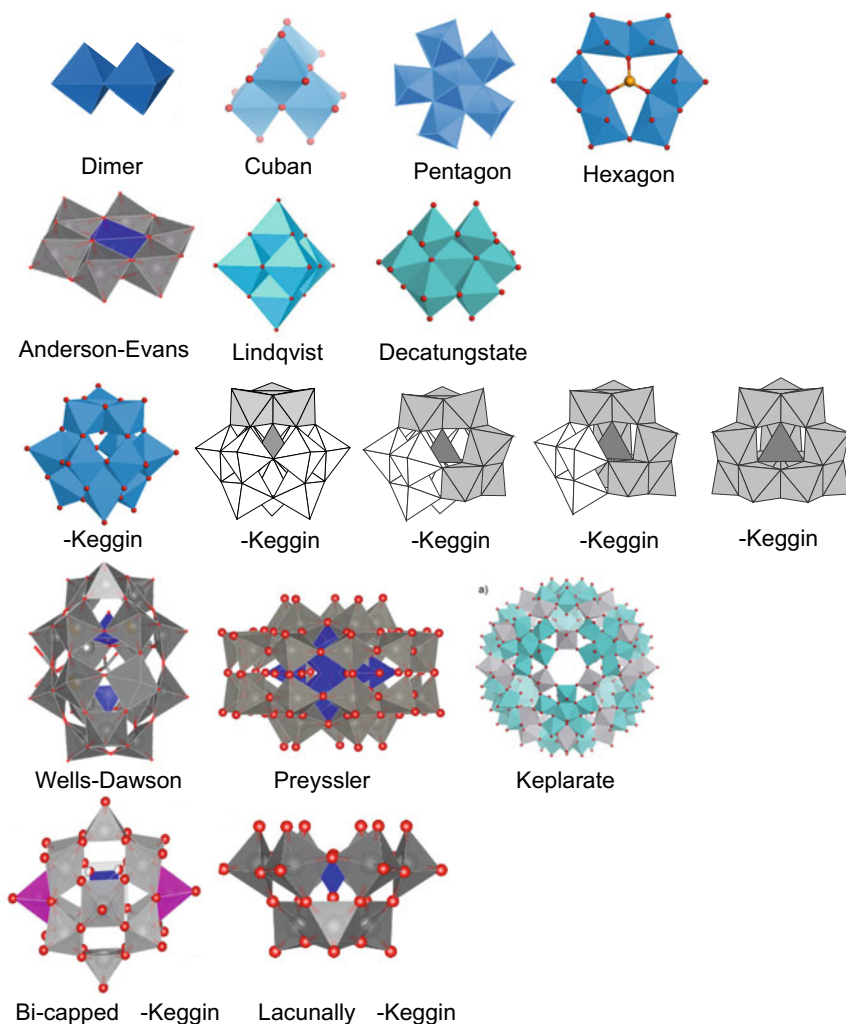 Dimer Cuban Pentagon Hexagon
Anderson-Evans Lindqvist Decatungstate
-Keggin -Keggin -Keggin -Keggin -Keggin
a)
Wells-Dawson Preyssler Keplarate
Bi-capped -Keggin Lacunally -Keggin